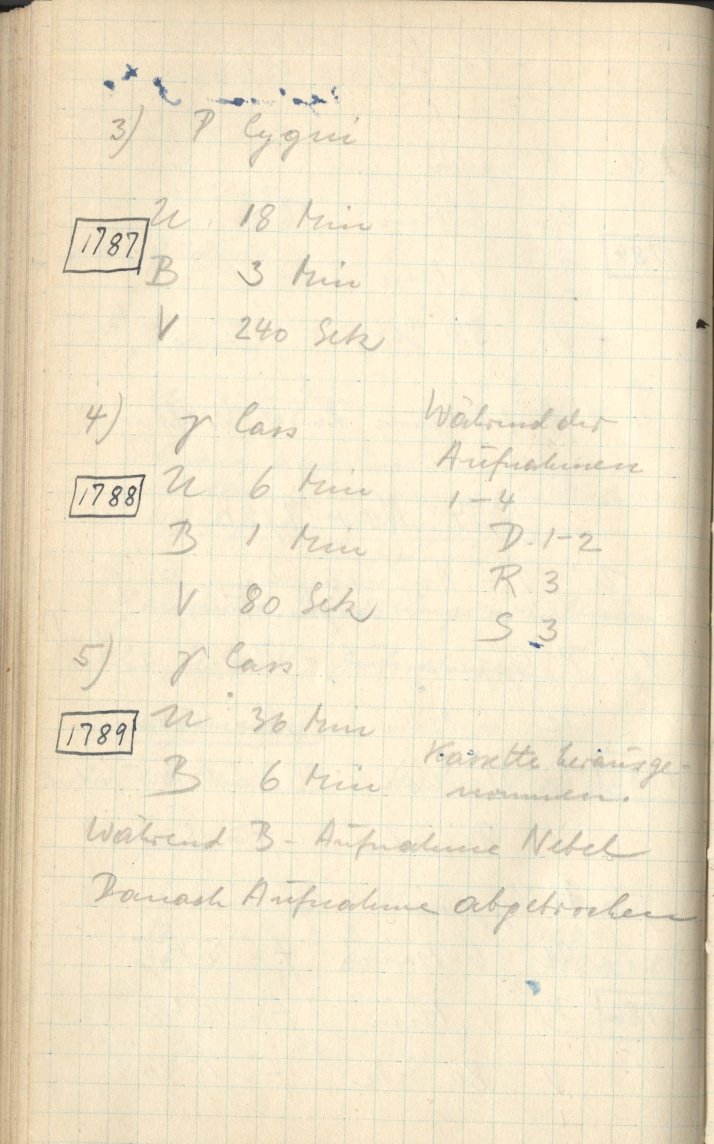 3) P Cygni
1787
U 18 Min
B 3 Min
V 240 Sek
4) γ Cass
1788
U 6 Min
B 1 Min
V 80 Sek
Während der
Aufnahmen
1-4
D. 1-2
R 3
S 3
5) γ Cass
1789
U 36 Min
B 6 Min
Kassette herausge-
nommen.
Während B-Aufnahme Nebel
Danach Aufnahme abgebrochen